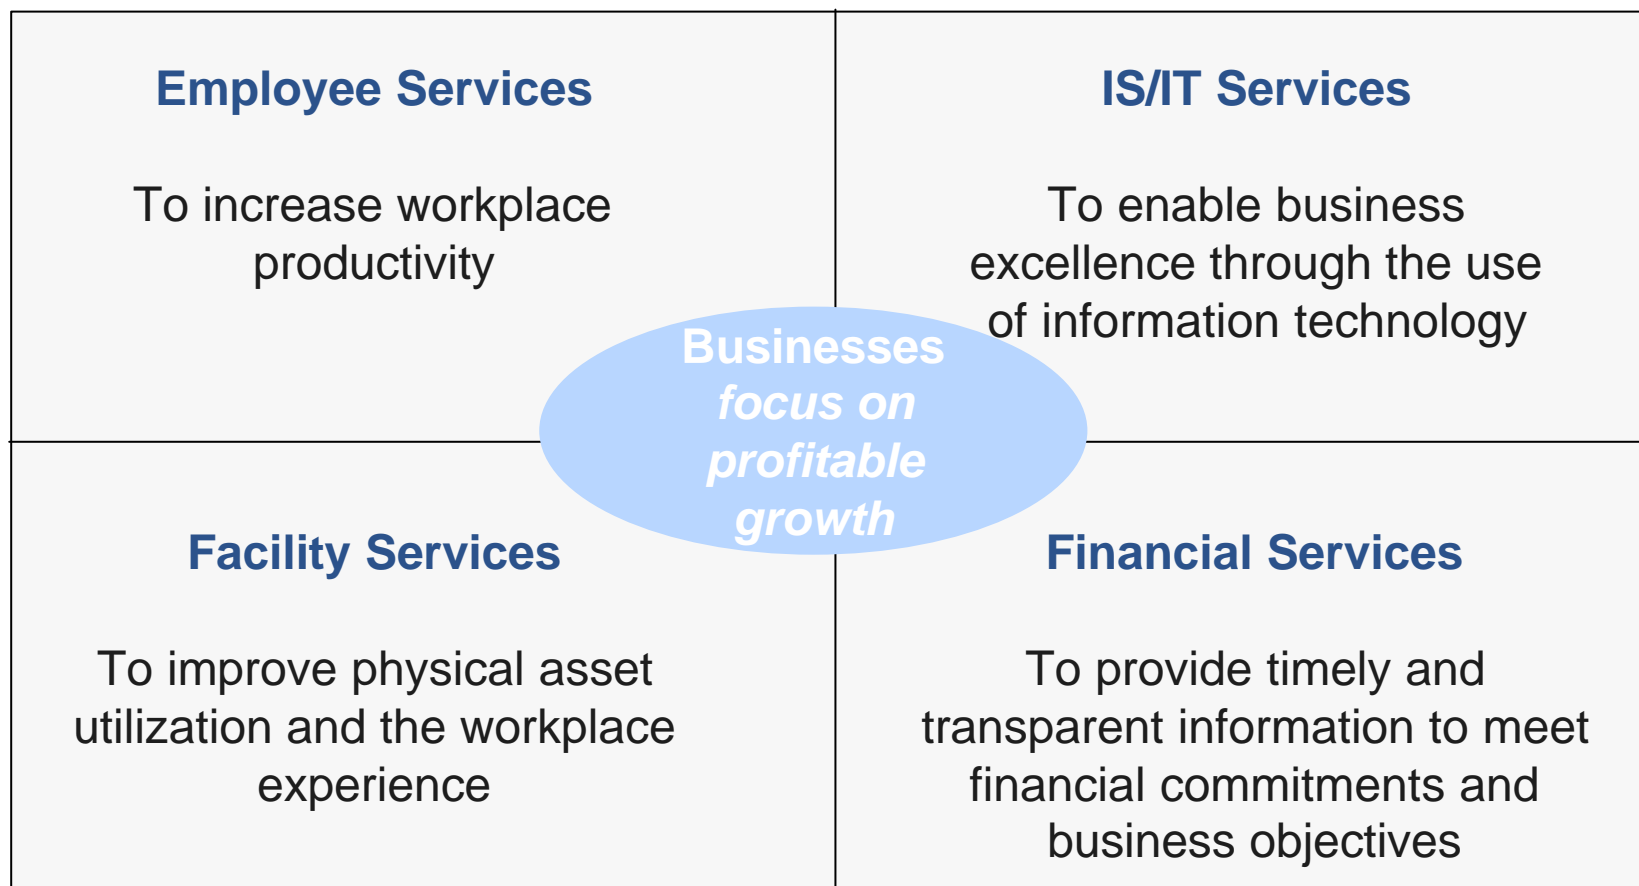 Employee Services
To increase workplace
productivity
IS/IT Services
To enable business
excellence through the use
of information technology
Businesses
focus on
profitable
growth
Facility Services
To improve physical asset
utilization and the workplace
experience
Financial Services
To provide timely and
transparent information to meet
financial commitments and
business objectives